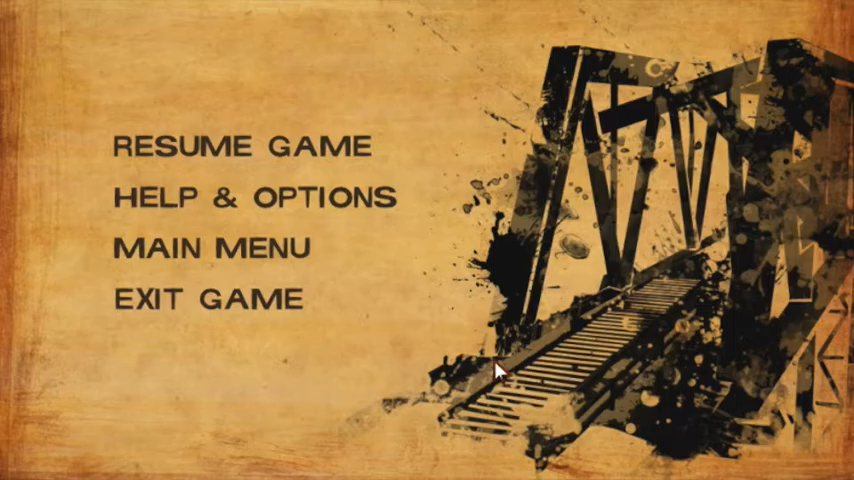 RESUME GAME
HELP & OPTIONS
MAIN MENU
EXIT GAME